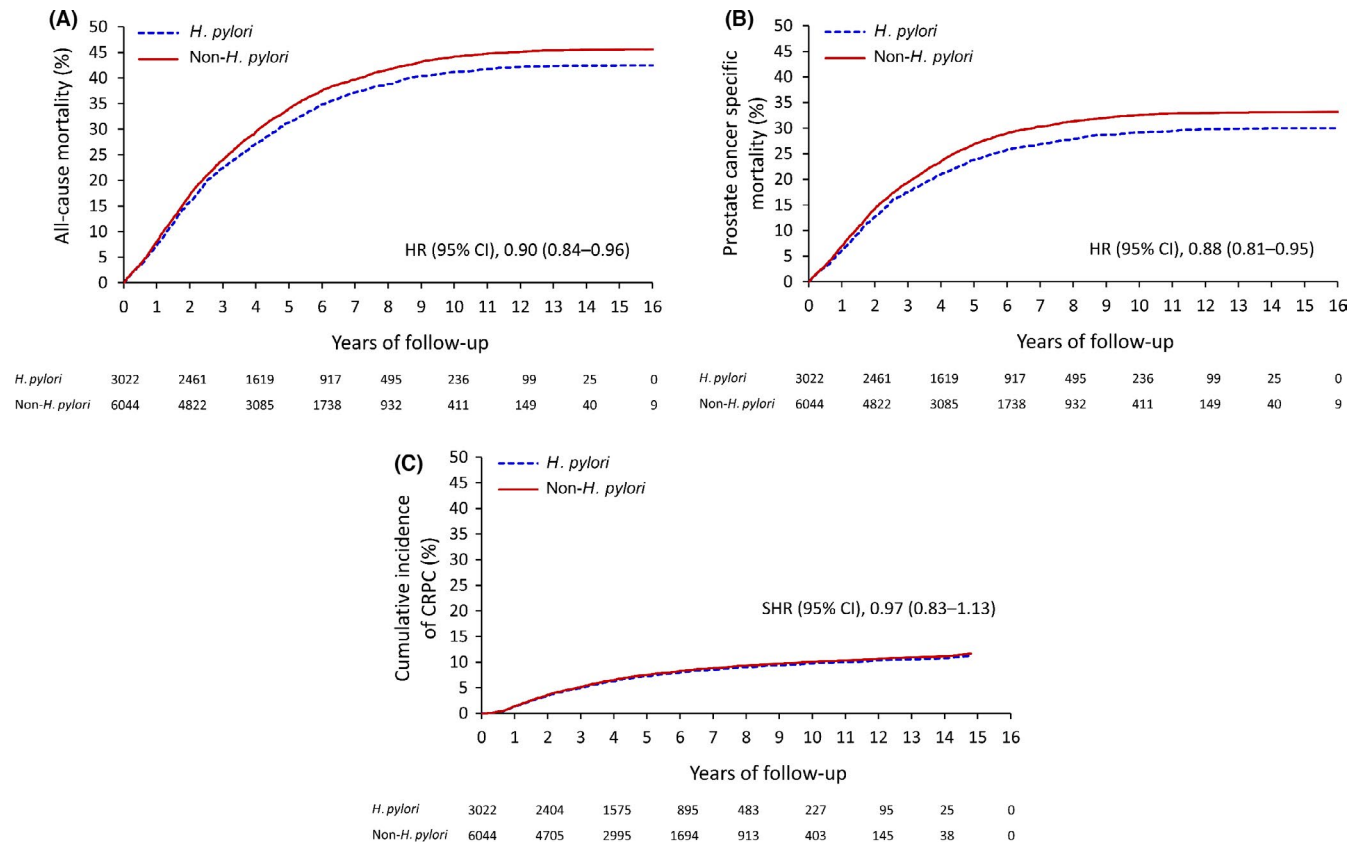 (A)
H. pylori
Non-H. pylori
All-cause mortality (%)
50
45
40
35
30
25
20
15
10
5
0
HR (95% CI), 0.90 (0.84–0.96)
0 1 2 3 4 5 6 7 8 9 10 11 12 13 14 15 16
Years of follow-up
H. pylori 3022 2461 1619 917 495 236 99 25 0
Non-H. pylori 6044 4822 3085 1738 932 411 149 40 9
(B)
H. pylori
Non-H. pylori
Prostate cancer specific
mortality (%)
50
45
40
35
30
25
20
15
10
5
0
HR (95% CI), 0.88 (0.81–0.95)
0 1 2 3 4 5 6 7 8 9 10 11 12 13 14 15 16
Years of follow-up
H. pylori 3022 2461 1619 917 495 236 99 25 0
Non-H. pylori 6044 4822 3085 1738 932 411 149 40 9
(C)
H. pylori
Non-H. pylori
Cumulative incidence
of CRPC (%)
50
45
40
35
30
25
20
15
10
5
0
SHR (95% CI), 0.97 (0.83–1.13)
0 1 2 3 4 5 6 7 8 9 10 11 12 13 14 15 16
Years of follow-up
H. pylori 3022 2404 1575 895 483 227 95 25 0
Non-H. pylori 6044 4705 2995 1694 913 403 145 38 0